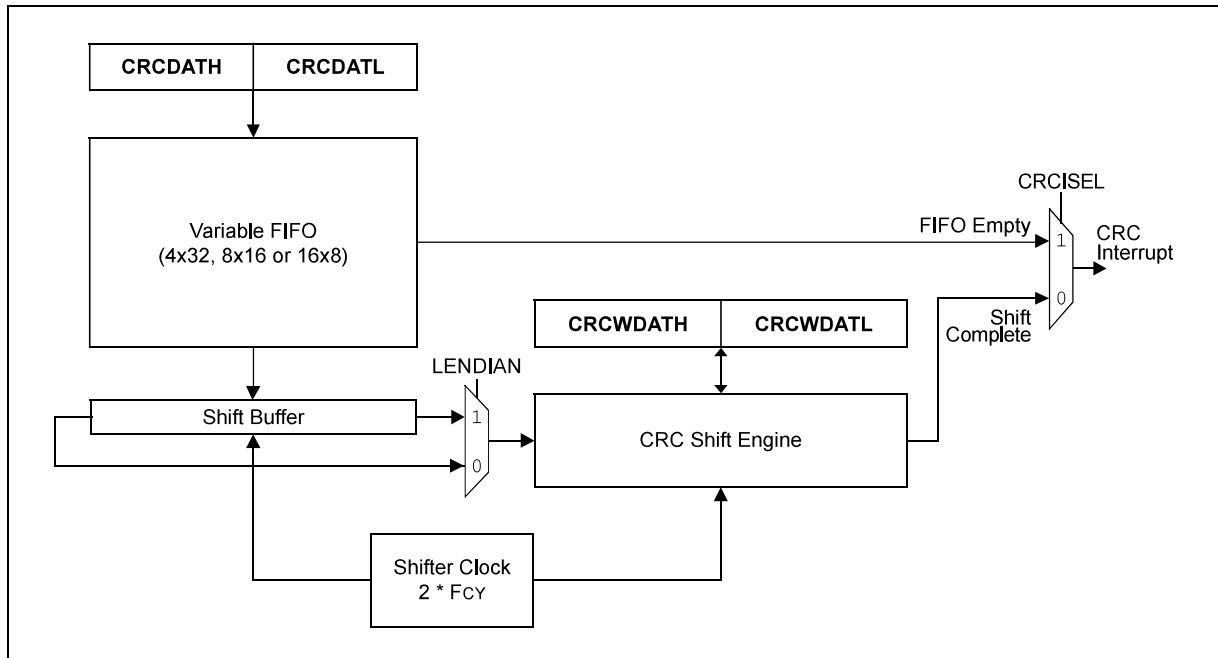 CRCDATH
CRCDATL
Variable FIFO
(4x32, 8x16 or 16x8)
CRCISEL
FIFO Empty
1
CRC
Interrupt
0
Shift
Complete
CRCWDATH
CRCWDATL
LENDIAN
Shift Buffer
1
0
CRC Shift Engine
Shifter Clock
2 * FCY